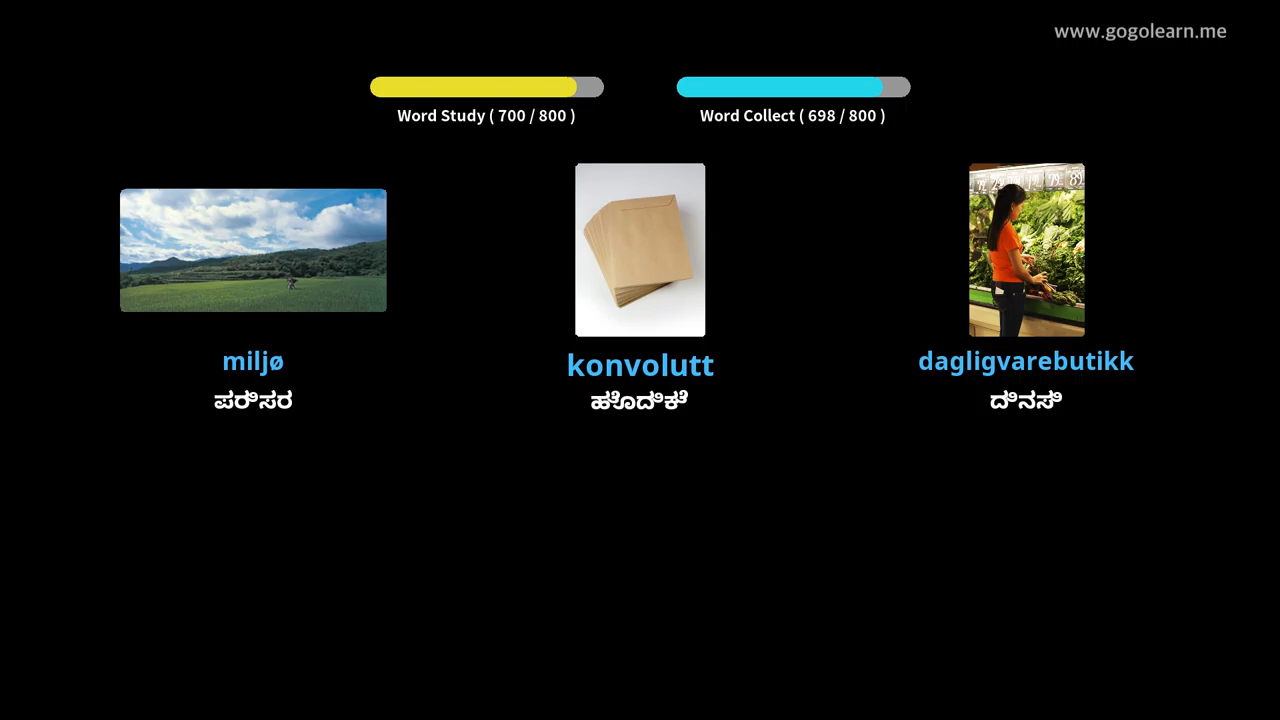 www.gogolearn.me
Word Study ( 700 / 800 )
Word Collect ( 698 / 800 )
miljø
konvolutt
dagligvarebutikk
ಪರಿಸರ
ಹೊದಿಕೆ
ದಿನಸಿ